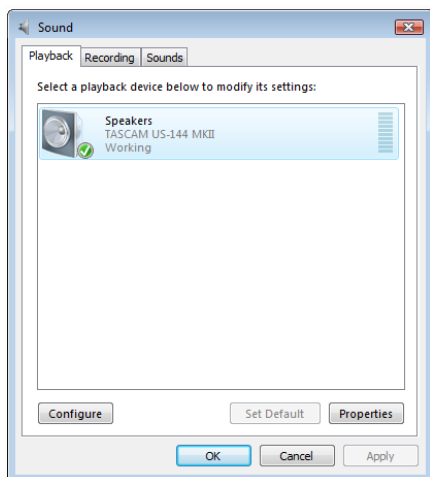 Sound
Playback Recording Sounds
Select a playback device below to modify its settings:
Speakers
TASCAM US-144 MKII
Working
Configure Set Default Properties
OK Cancel Apply